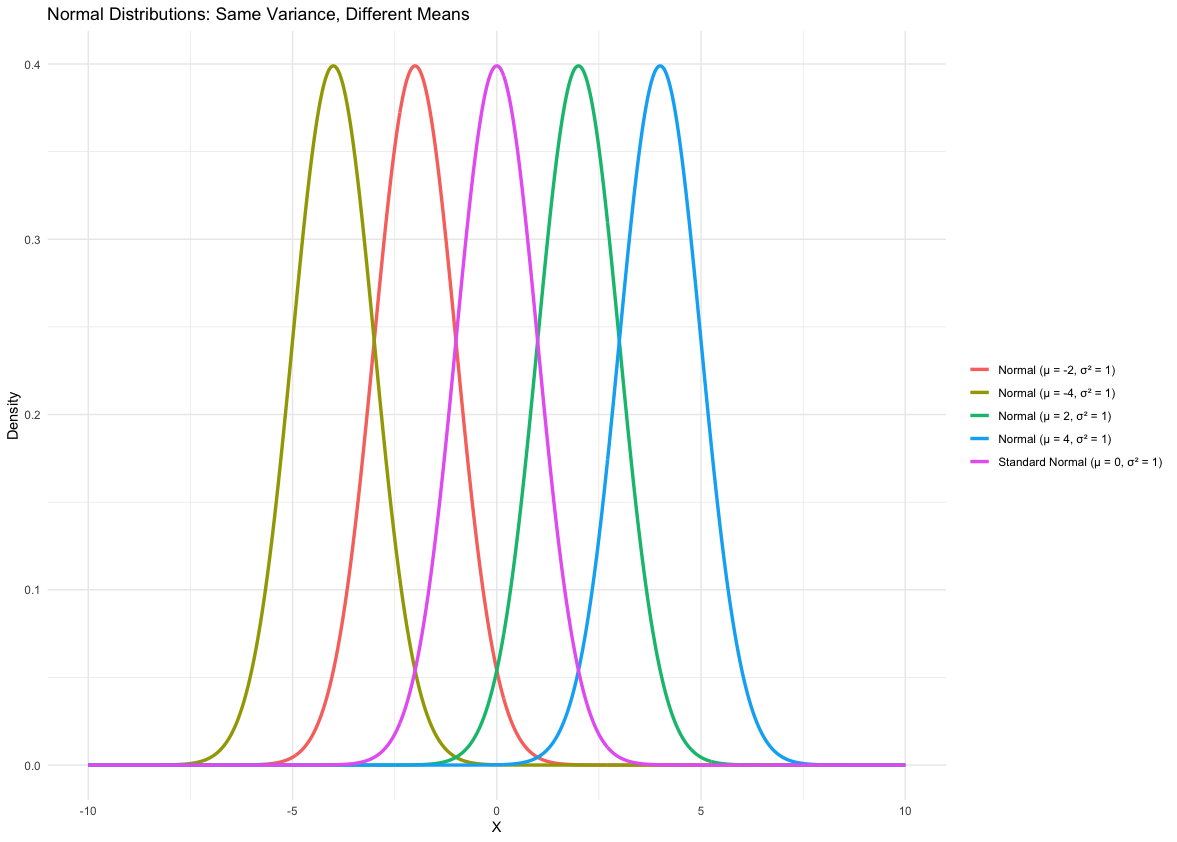 Normal Distributions: Same Variance, Different Means
Density
0.4
0.3
0.2
0.1
0.0
-10
-5
0
5
10
X
Normal (μ = -2, σ² = 1)
Normal (μ = -4, σ² = 1)
Normal (μ = 2, σ² = 1)
Normal (μ = 4, σ² = 1)
Standard Normal (μ = 0, σ² = 1)